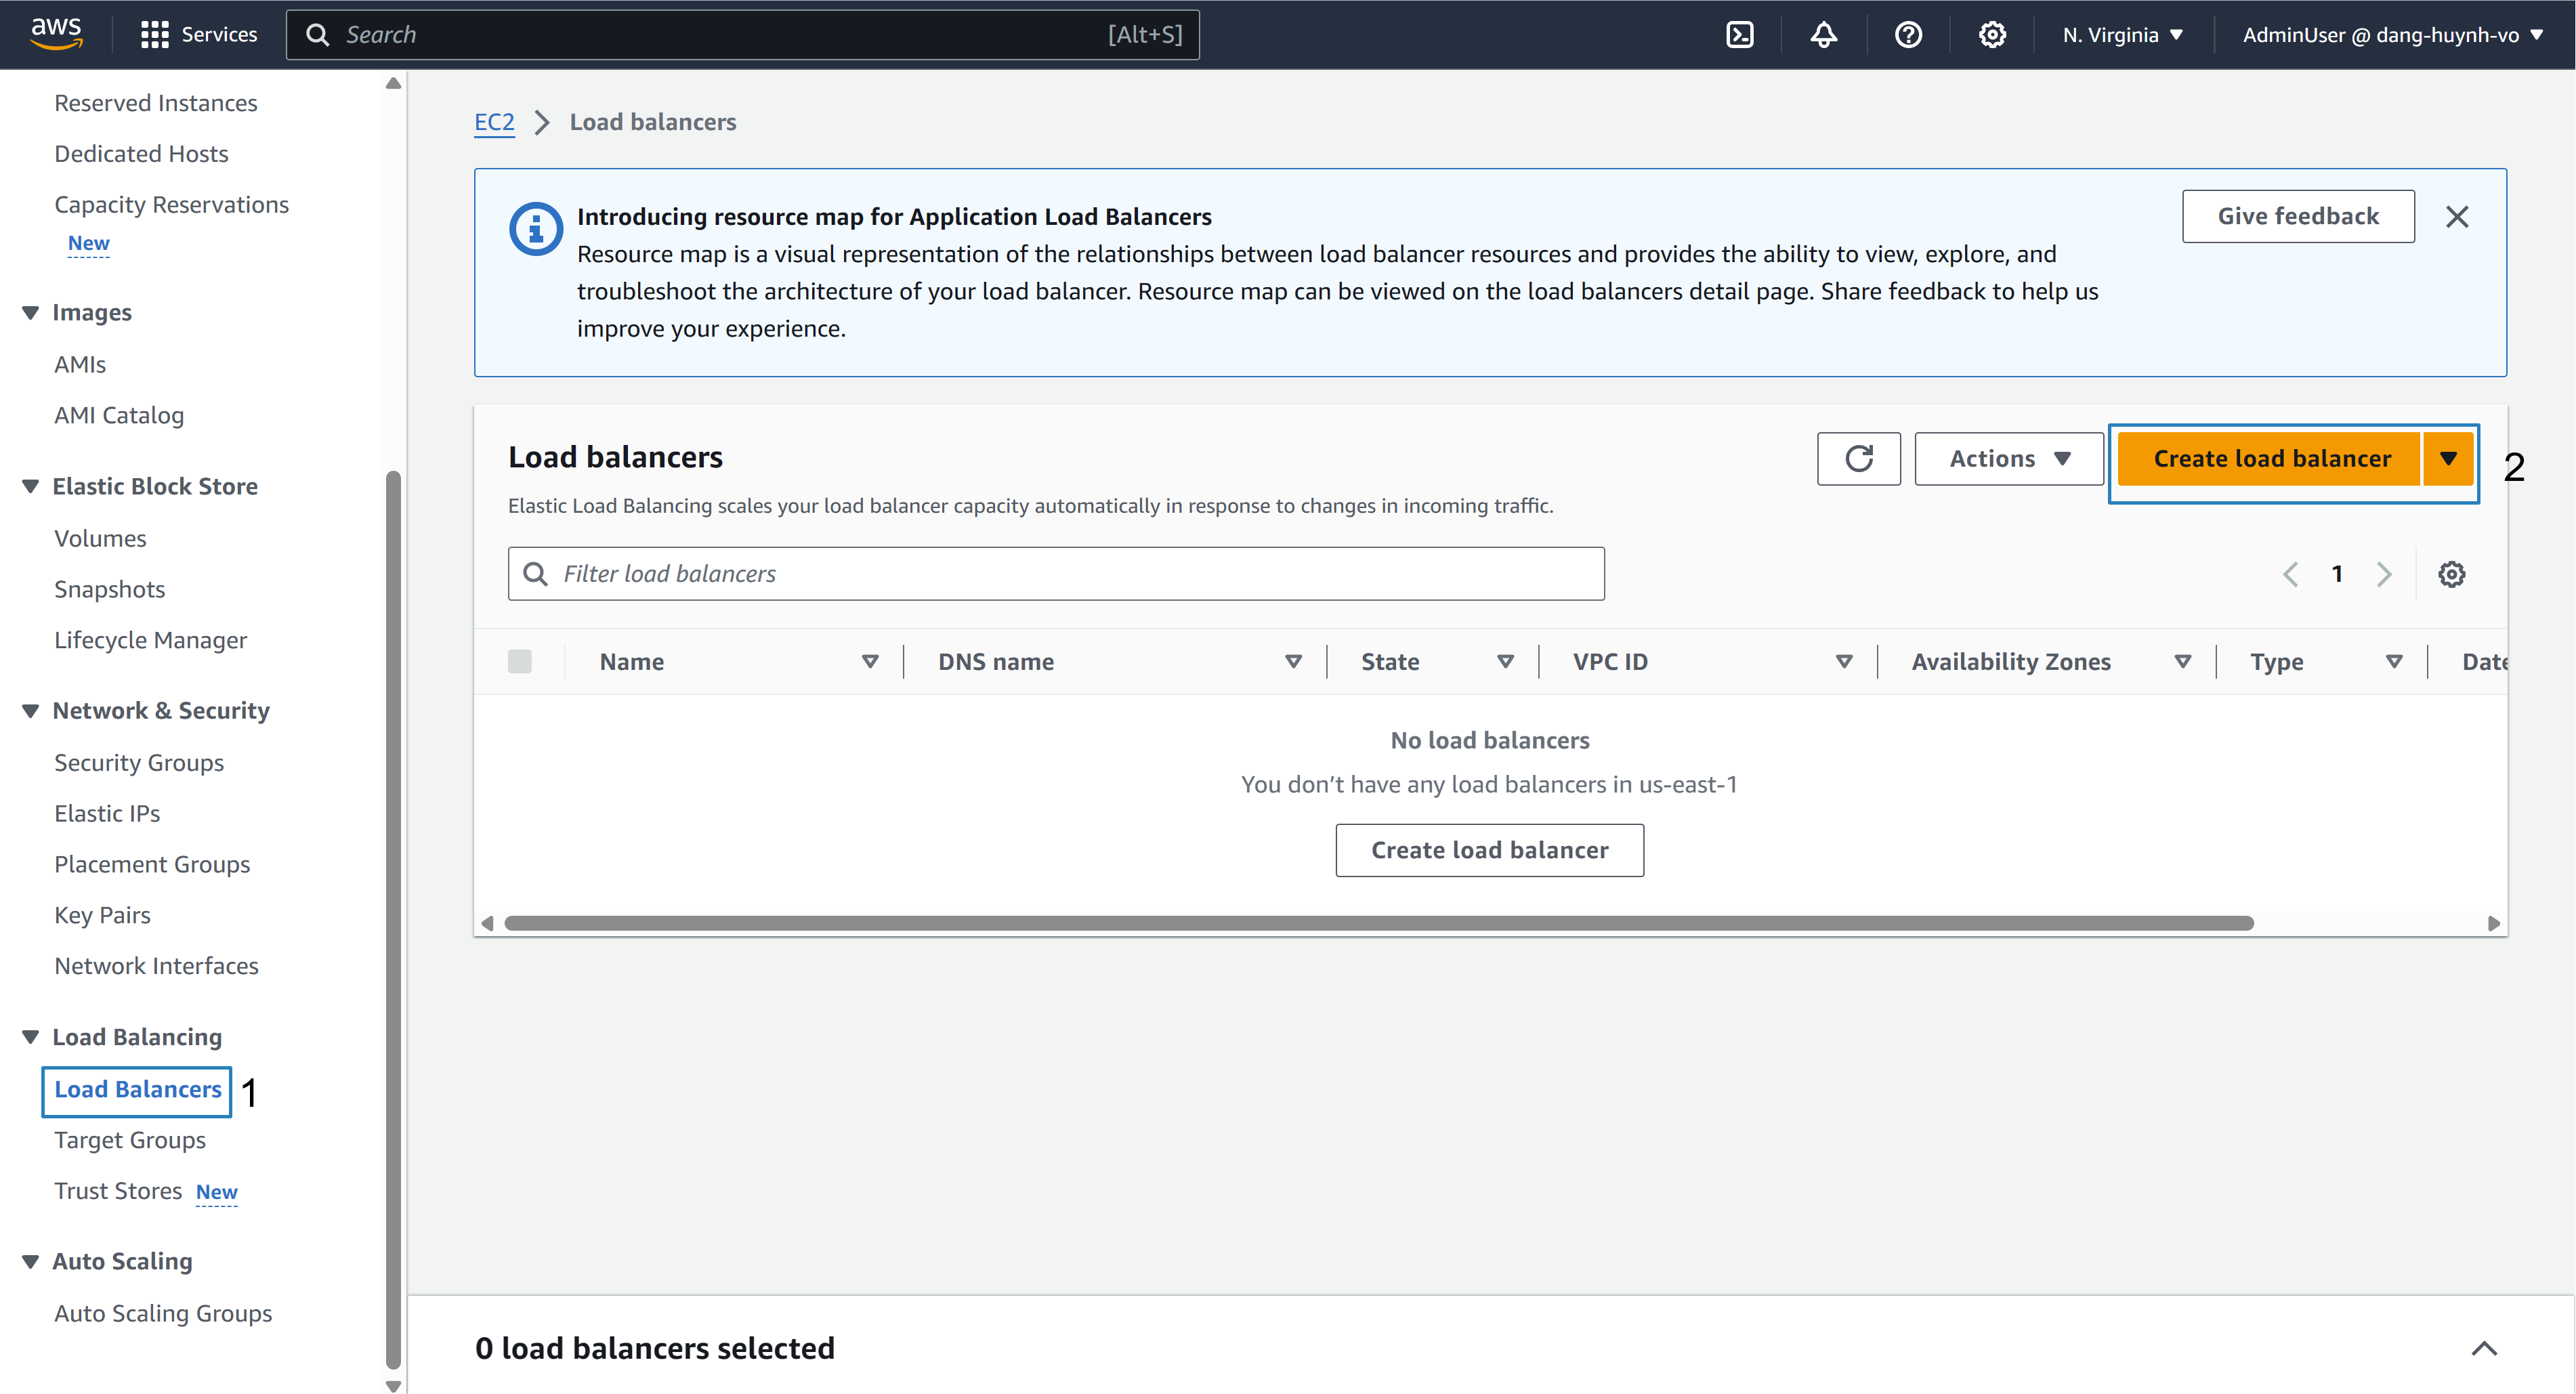 aws
Services
Search
[Alt+S]
N. Virginia
AdminUser @ dang-huynh-vo
Reserved Instances
Dedicated Hosts
Capacity Reservations
New
Images
AMIs
AMI Catalog
Elastic Block Store
Volumes
Snapshots
Lifecycle Manager
Network & Security
Security Groups
Elastic IPs
Placement Groups
Key Pairs
Network Interfaces
Load Balancing
Load Balancers
1
Target Groups
Trust Stores New
Auto Scaling
Auto Scaling Groups
EC2 Load balancers
Introducing resource map for Application Load Balancers
Resource map is a visual representation of the relationships between load balancer resources and provides the ability to view, explore, and
troubleshoot the architecture of your load balancer. Resource map can be viewed on the load balancers detail page. Share feedback to help us
improve your experience.
Give feedback
Load balancers
Actions
Create load balancer
2
Elastic Load Balancing scales your load balancer capacity automatically in response to changes in incoming traffic.
Filter load balancers
1
Name DNS name State VPC ID Availability Zones Type Date
No load balancers
You don't have any load balancers in us-east-1
Create load balancer
0 load balancers selected